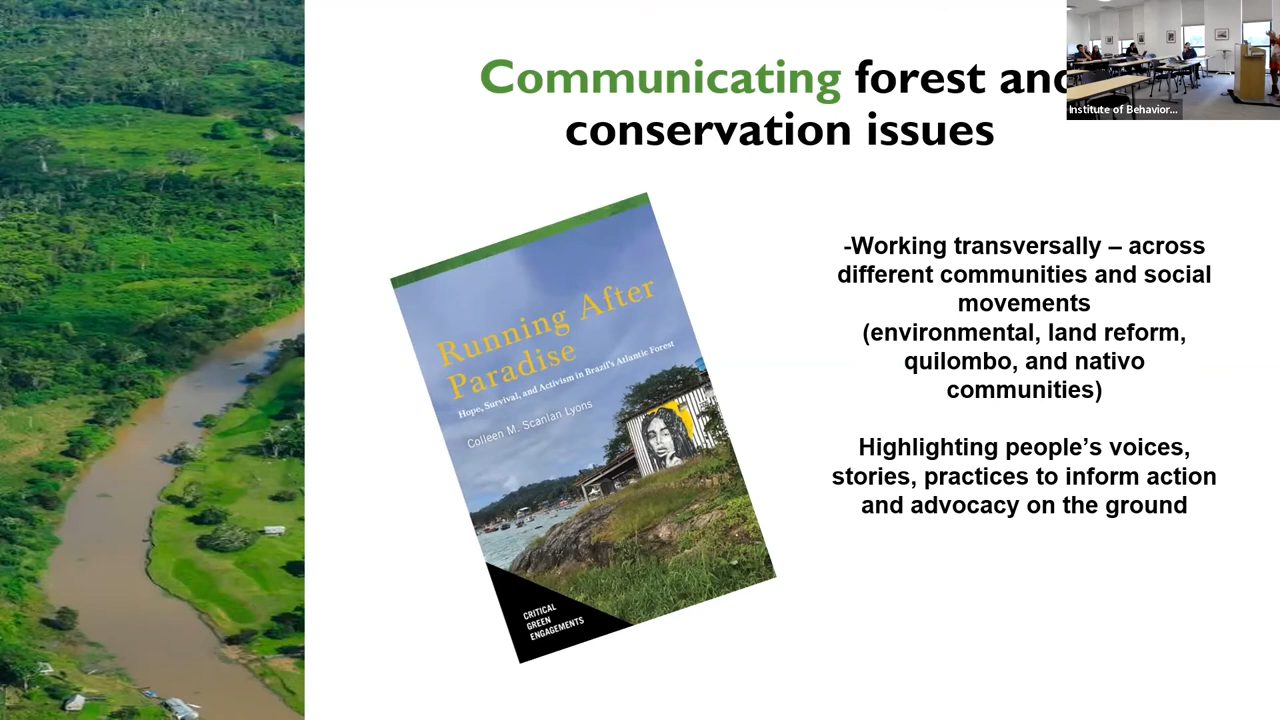 Communicating forest and
conservation issues
Institute of Behavior...
Running After
Paradise
Hope, Survival, and Activism in Brazil's Atlantic Forest
Colleen M. Scanlan Lyons
CRITICAL
GREEN
ENGAGEMENTS
-Working transversally – across
different communities and social
movements
(environmental, land reform,
quilombo, and nativo
communities)
Highlighting people's voices,
stories, practices to inform action
and advocacy on the ground